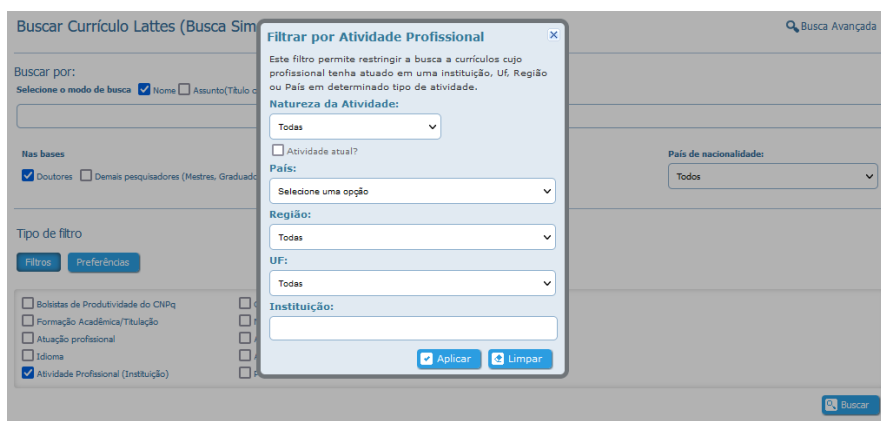 Buscar Currículo Lattes (Busca Sim
Busca Avançada
Buscar por:
Selecione o modo de busca Nome Assunto(Título
Nas bases
Doutores Demais pesquisadores (Mestres,
País de nacionalidade:
Todos
Tipo de filtro
Filtros Preferências
Bolsistas de Produtividade do CNPq
Formação Acadêmica/Titulação
Atuação profissional
Idioma
Atividade Profissional (Instituição)
Buscar
Filtrar por Atividade Profissional
Este filtro permite restringir a busca a currículos cujo
profissional tenha atuado em uma instituição, Uf, Região
ou País em determinado tipo de atividade.
Natureza da Atividade:
Todas
Atividade atual?
País:
Selecione uma opção
Região:
Todas
UF:
Todas
Instituição:
Aplicar Limpar